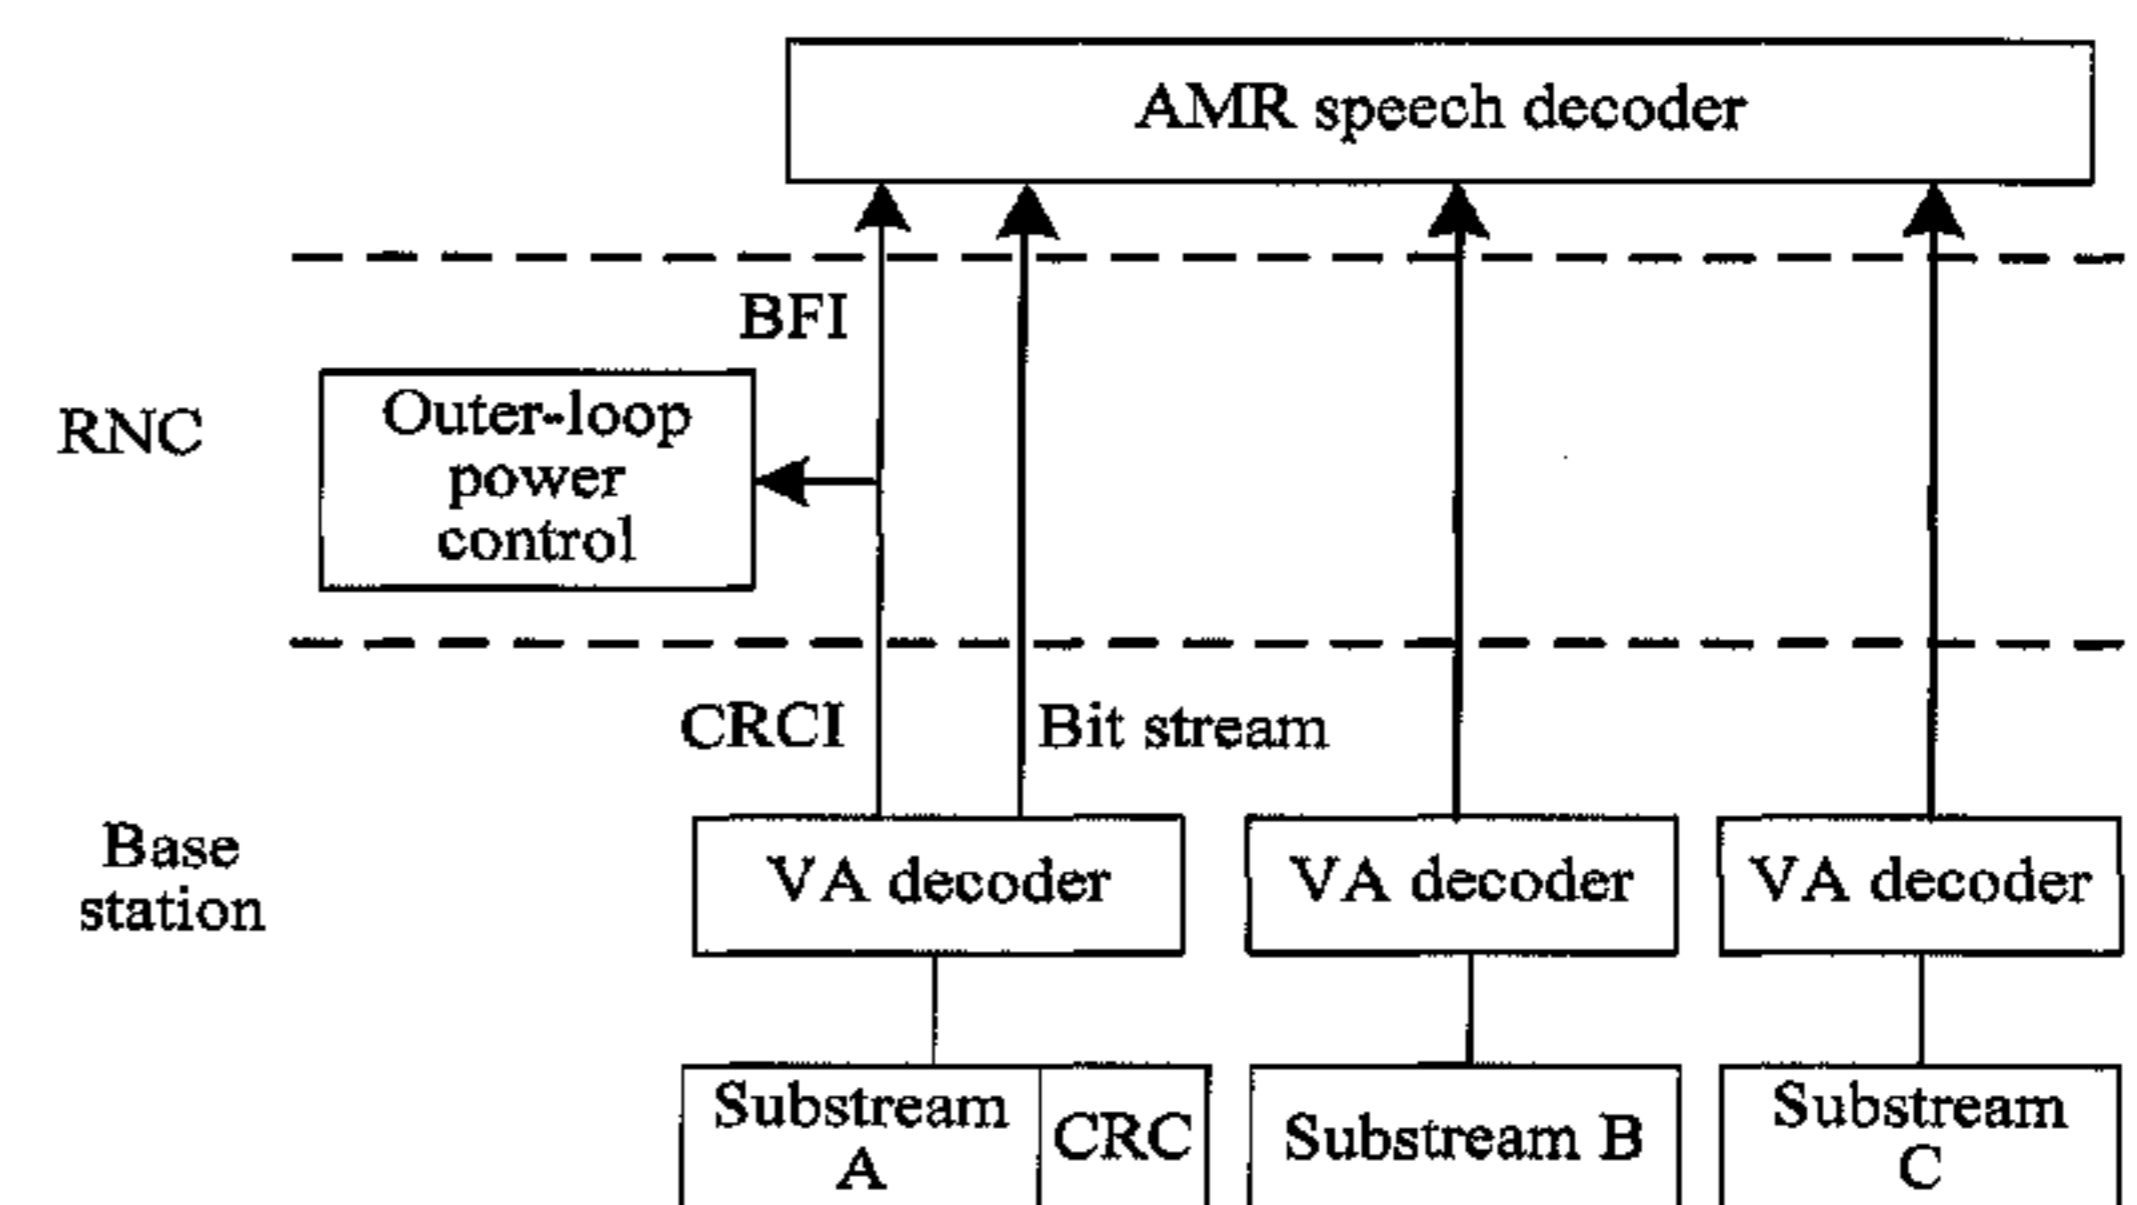 AMR speech decoder
BFI
RNC
Outer-loop
power
control
CRCI
Bit stream
Base
station
VA decoder
VA decoder
VA decoder
Substream
A
CRC
Substream B
Substream
C